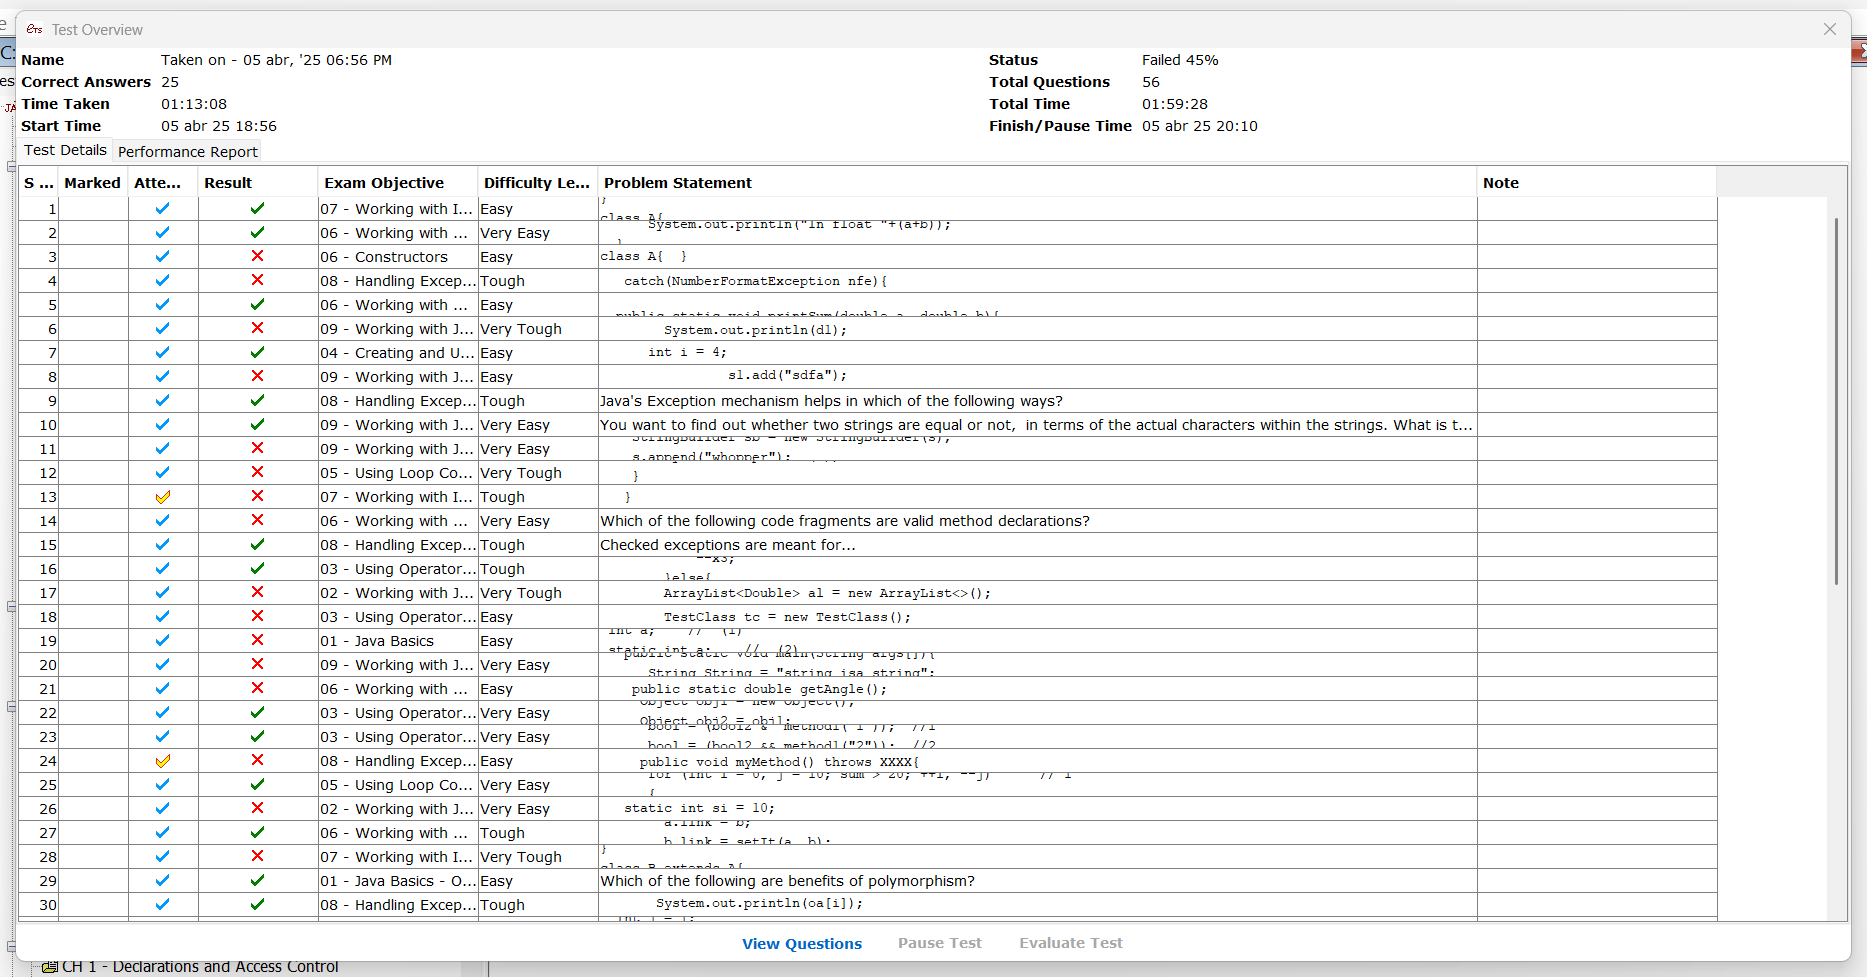 ETS Test Overview
Name Taken on - 05 abr, '25 06:56 PM Status Failed 45%
Correct Answers 25 Total Questions 56
Time Taken 01:13:08 Total Time 01:59:28
Start Time 05 abr 25 18:56 Finish/Pause Time 05 abr 25 20:10
Test Details Performance Report
S ... Marked Atte... Result Exam Objective Difficulty Le... Problem Statement Note
1 07 - Working with I... Easy }
class A{
2 06 - Working with ... Very Easy System.out.println("In float "+(a+b));
}
3 06 - Constructors Easy class A{ }
4 08 - Handling Excep... Tough catch(NumberFormatException nfe){
5 06 - Working with ... Easy
public static void printSum(double a, double b){
6 09 - Working with J... Very Tough System.out.println(dl);
7 04 - Creating and U... Easy int i = 4;
8 09 - Working with J... Easy sl.add("sdfa");
9 08 - Handling Excep... Tough Java's Exception mechanism helps in which of the following ways?
10 09 - Working with J... Very Easy You want to find out whether two strings are equal or not, in terms of the actual characters within the strings. What is t...
11 09 - Working with J... Very Easy StringBuilder sb = new StringBuilder(s);
s.append("whopper");
12 05 - Using Loop Co... Very Tough }
13 07 - Working with I... Tough }
14 06 - Working with ... Very Easy Which of the following code fragments are valid method declarations?
15 08 - Handling Excep... Tough Checked exceptions are meant for...
16 03 - Using Operator... Tough --x3;
}else{
17 02 - Working with J... Very Tough ArrayList<Double> al = new ArrayList<>();
18 03 - Using Operator... Easy TestClass tc = new TestClass();
19 01 - Java Basics Easy int a; // (1)
static int a; // (2)
20 09 - Working with J... Very Easy public static void main(String args[]){
String String = "string isa string";
21 06 - Working with ... Easy public static double getAngle();
22 03 - Using Operator... Very Easy Object obj1 = new Object();
Object obj2 = obj1;
23 03 - Using Operator... Very Easy bool = (bool2 & method1("1")); //1
bool = (bool2 && method1("2")); //2
24 08 - Handling Excep... Easy public void myMethod() throws XXXX{
25 05 - Using Loop Co... Very Easy for (int i = 0, j = 10; sum > 20; ++i, --j) // 1
{
26 02 - Working with J... Very Easy static int si = 10;
27 06 - Working with ... Tough a.link = b;
b.link = setIt(a, b);
28 07 - Working with I... Very Tough }
class B extends A{
29 01 - Java Basics - O... Easy Which of the following are benefits of polymorphism?
30 08 - Handling Excep... Tough System.out.println(oa[i]);
View Questions Pause Test Evaluate Test
CH 1 - Declarations and Access Control